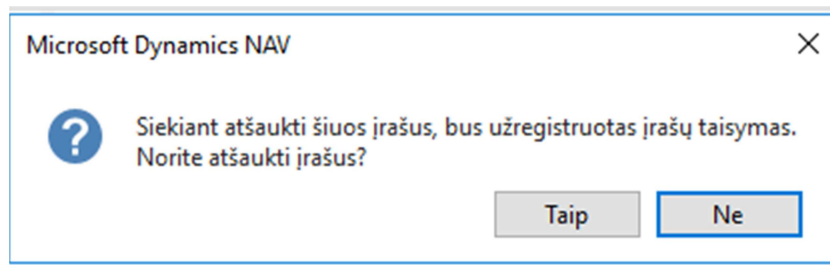 Microsoft Dynamics NAV
Siekiant atšaukti šiuos įrašus, bus užregistruotas įrašų taisymas.
Norite atšaukti įrašus?
Taip
Ne